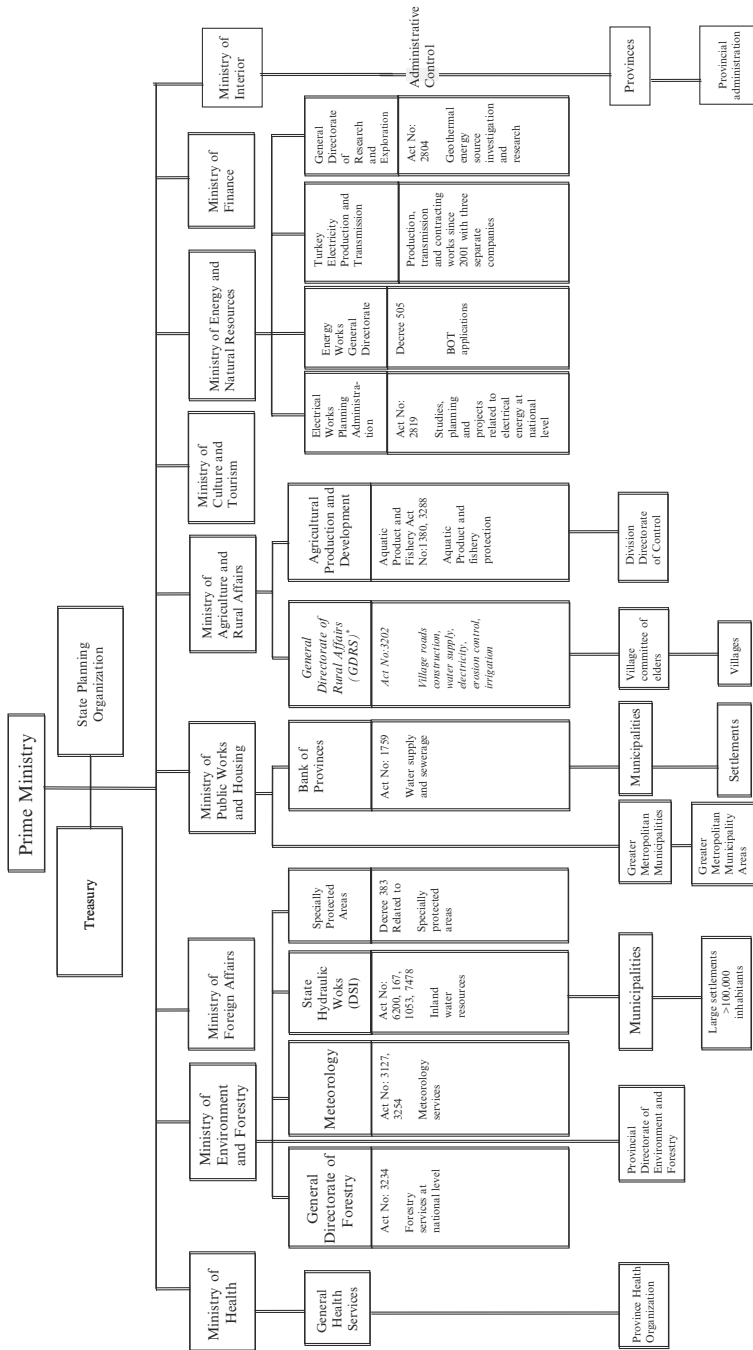 Prime Ministry
Treasury
State Planning
Organization
Ministry of
Health
Ministry of
Environment
and Forestry
Ministry of
Foreign Affairs
Ministry of
Public Works
and Housing
Ministry of
Agriculture and
Rural Affairs
Ministry of
Culture and
Tourism
Ministry of Energy and
Natural Resources
Ministry of
Finance
Ministry of
Interior
General
Health
Services
General
Directorate of
Forestry
Act No: 3234
Forestry
services at
national level
Meteorology
Act No: 3127,
3254
Meteorology
services
State
Hydraulic
Woks
(DSI)
Act No:
6200, 167,
1053, 7478
Inland
water
resources
Specially
Protected
Areas
Decree 383
Related to
Specially
protected
areas
Bank of
Provinces
Act No: 1759
Water supply
and sewerage
General
Directorate of
Rural Affairs
(GDRS)*
Act No:3202
Village roads
construction,
water supply,
electricity,
erosion control,
irrigation
Agricultural
Production and
Development
Aquatic
Product and
Fishery Act
No:1380, 3288
Aquatic
Product and
fishery
protection
Electrical
Works
Planning
Administra-
tion
Act No:
2819
Studies,
planning
and
projects
related to
electrical
energy at
national
level
Energy
Works
General
Directorate
Decree 505
BOT
applications
Turkey
Electricity
Production and
Transmission
Production,
transmission
and contracting
works since
2001 with three
separate
companies
General
Directorate
of
Research
and
Exploration
Act No:
2804
Geothermal
energy
source
investigation
and
research
Administrative
Control
Province Health
Organization
Provincial
Directorate of
Environment and
Forestry
Municipalities
Large settlements
>100,000
inhabitants
Greater
Metropolitan
Municipalities
Greater
Metropolitan
Municipality
Areas
Municipalities
Settlements
Village
committee of
elders
Villages
Division
Directorate
of Control
Provinces
Provincial
administration